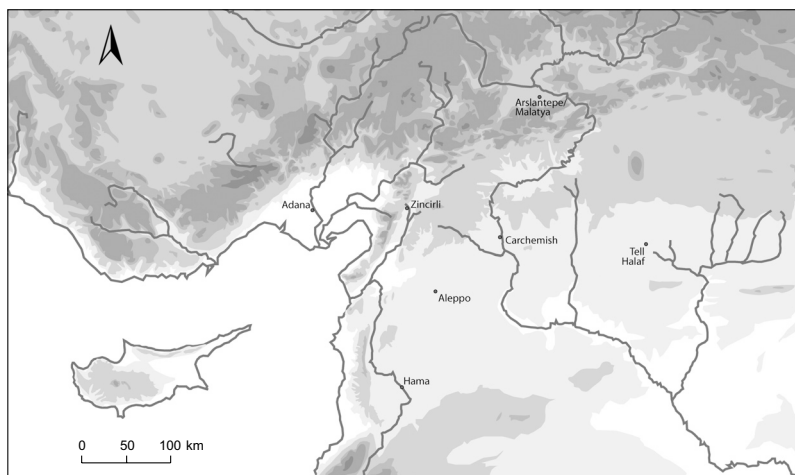 Arslantepe/
Malatya
Adana
Zincirli
Carchemish
Tell
Halaf
Aleppo
Hama
0 50 100 km